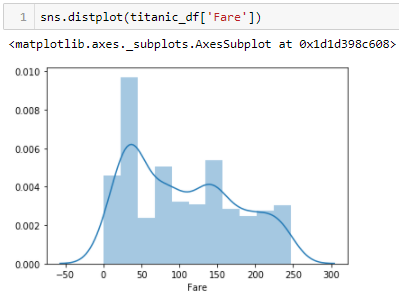 1 sns.distplot(titanic_df['Fare'])
<matplotlib.axes._subplots.AxesSubplot at 0x1d1d398c608>
0.010
0.008
0.006
0.004
0.002
0.000
−50 0 50 100 150 200 250 300
Fare